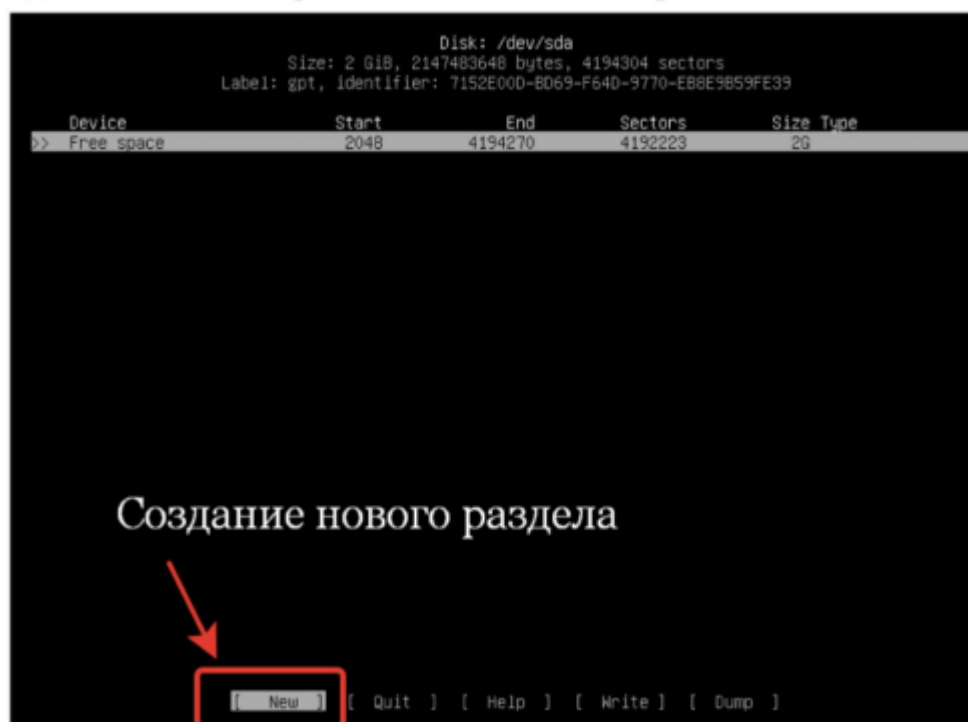 Disk: /dev/sda
Size: 2 GiB, 2147483648 bytes, 4194304 sectors
Label: gpt, identifier: 7152E00D-BD69-F64D-9770-EB8E9B59FE39
Device Start End Sectors Size Type
>> Free space 2048 4194270 4192223 2G
Создание нового раздела
[ New ] [ Quit ] [ Help ] [ Write ] [ Dump ]